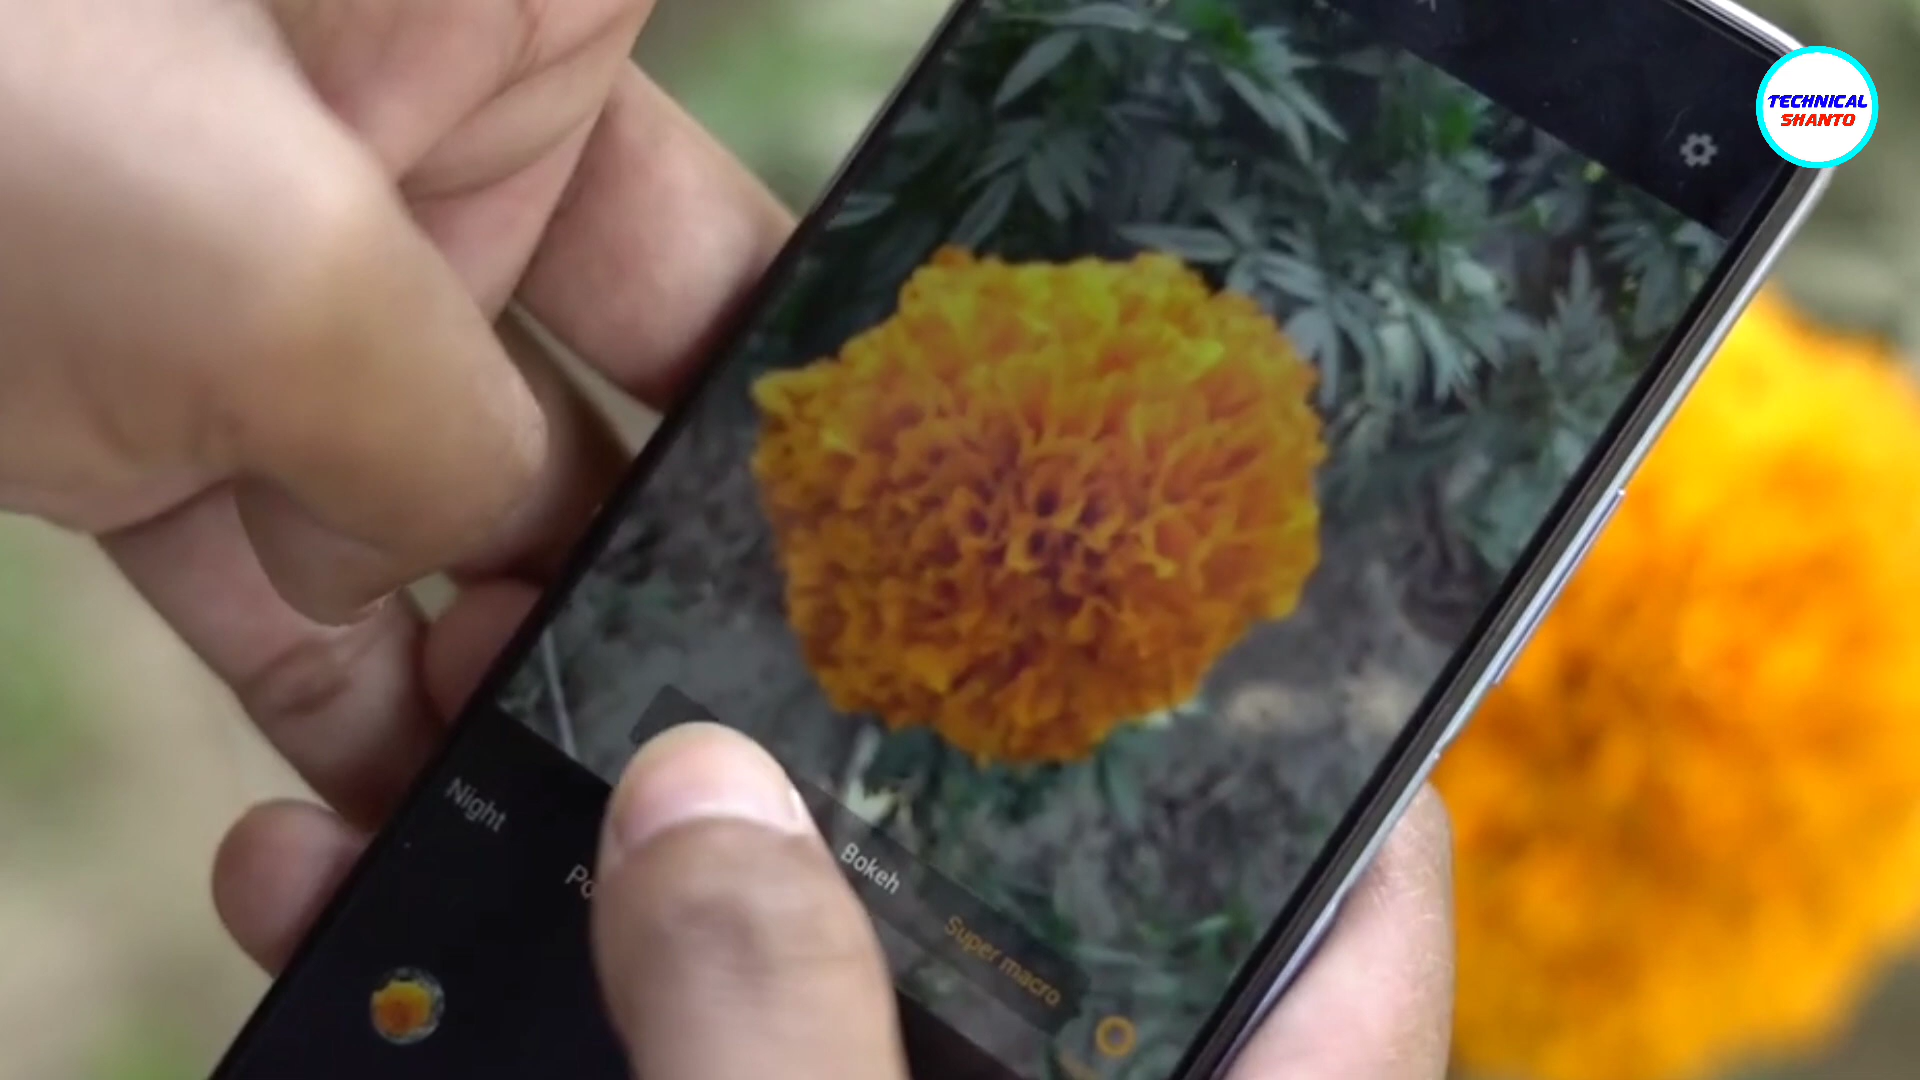 TECHNICAL
SHANTO
Night
Bokeh
Super macro